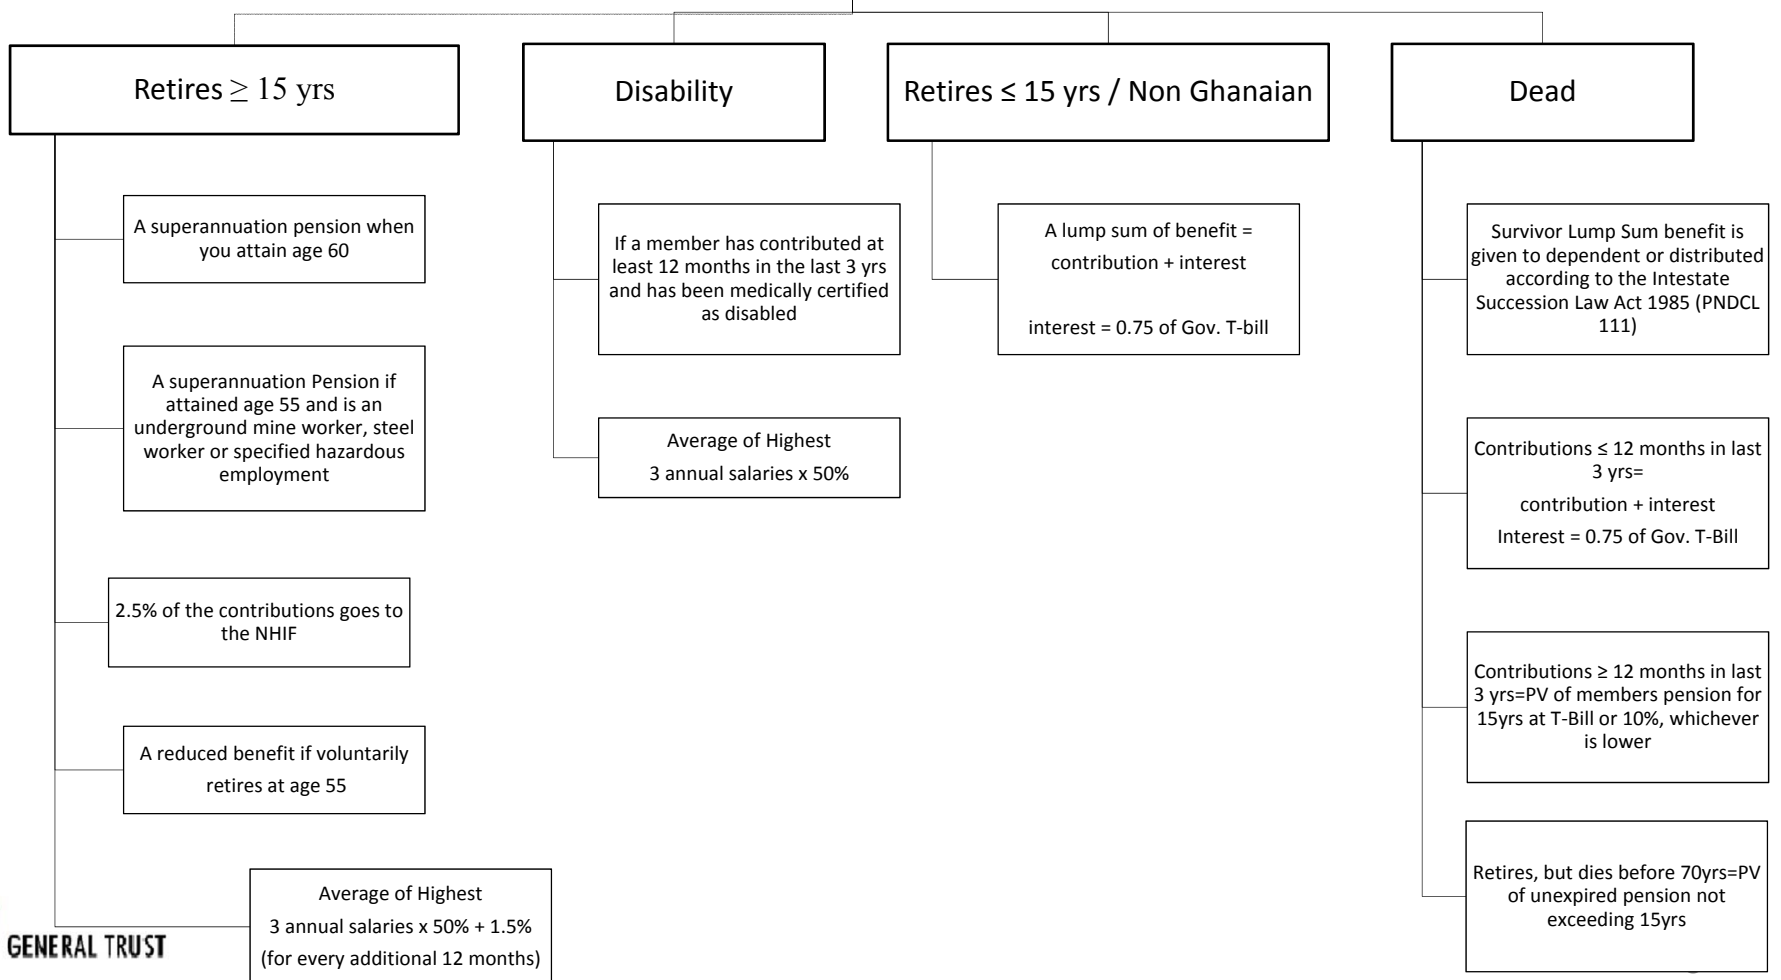 Retires ≥ 15 yrs
Disability
Retires ≤ 15 yrs / Non Ghanaian
Dead
A superannuation pension when
you attain age 60
A superannuation Pension if
attained age 55 and is an
underground mine worker, steel
worker or specified hazardous
employment
2.5% of the contributions goes to
the NHIF
A reduced benefit if voluntarily
retires at age 55
Average of Highest
3 annual salaries x 50% + 1.5%
(for every additional 12 months)
If a member has contributed at
least 12 months in the last 3 yrs
and has been medically certified
as disabled
Average of Highest
3 annual salaries x 50%
A lump sum of benefit =
contribution + interest
interest = 0.75 of Gov. T-bill
Survivor Lump Sum benefit is
given to dependent or distributed
according to the Intestate
Succession Law Act 1985 (PNDCL
111)
Contributions ≤ 12 months in last
3 yrs=
contribution + interest
Interest = 0.75 of Gov. T-Bill
Contributions ≥ 12 months in last
3 yrs=PV of members pension for
15yrs at T-Bill or 10%, whichever
is lower
Retires, but dies before 70yrs=PV
of unexpired pension not
exceeding 15yrs
GENERAL TRUST